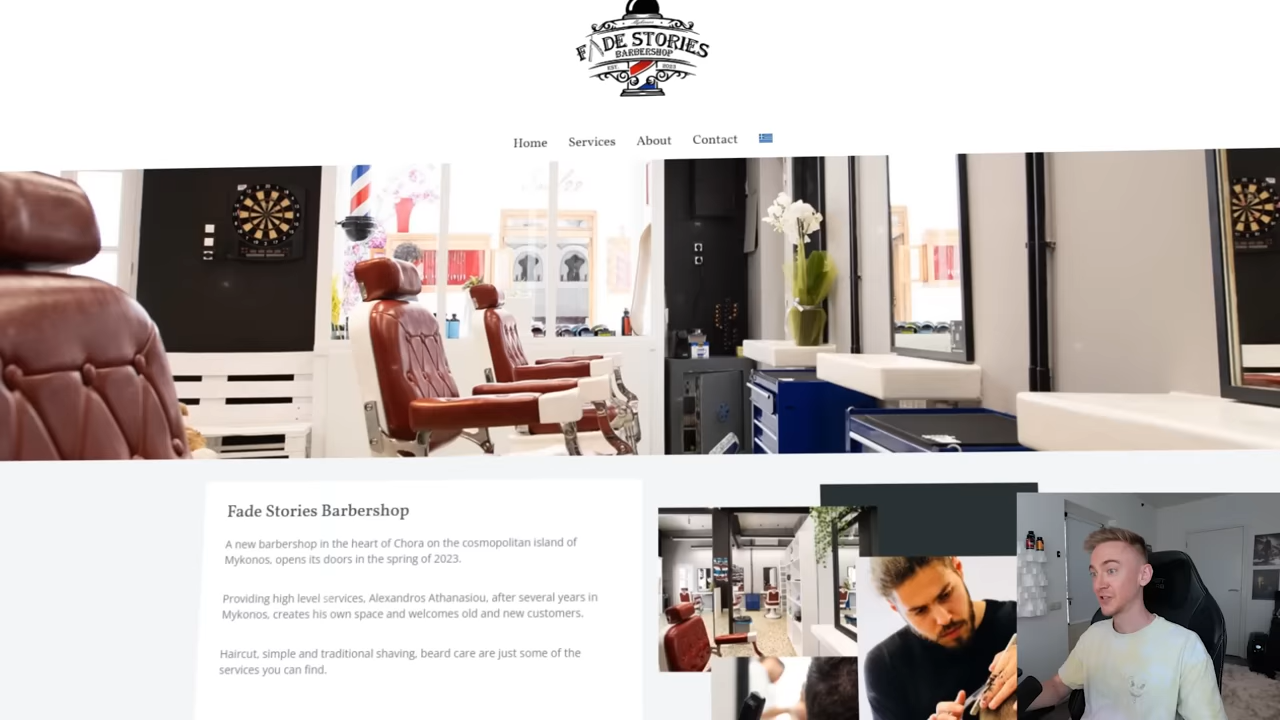 Mykonos
FADE STORIES
BARBERSHOP
EST. 2023
Home Services About Contact
Fade Stories Barbershop
A new barbershop in the heart of Chora on the cosmopolitan island of
Mykonos, opens its doors in the spring of 2023.
Providing high level services, Alexandros Athanasiou, after several years in
Mykonos, creates his own space and welcomes old and new customers.
Haircut, simple and traditional shaving, beard care are just some of the
services you can find.